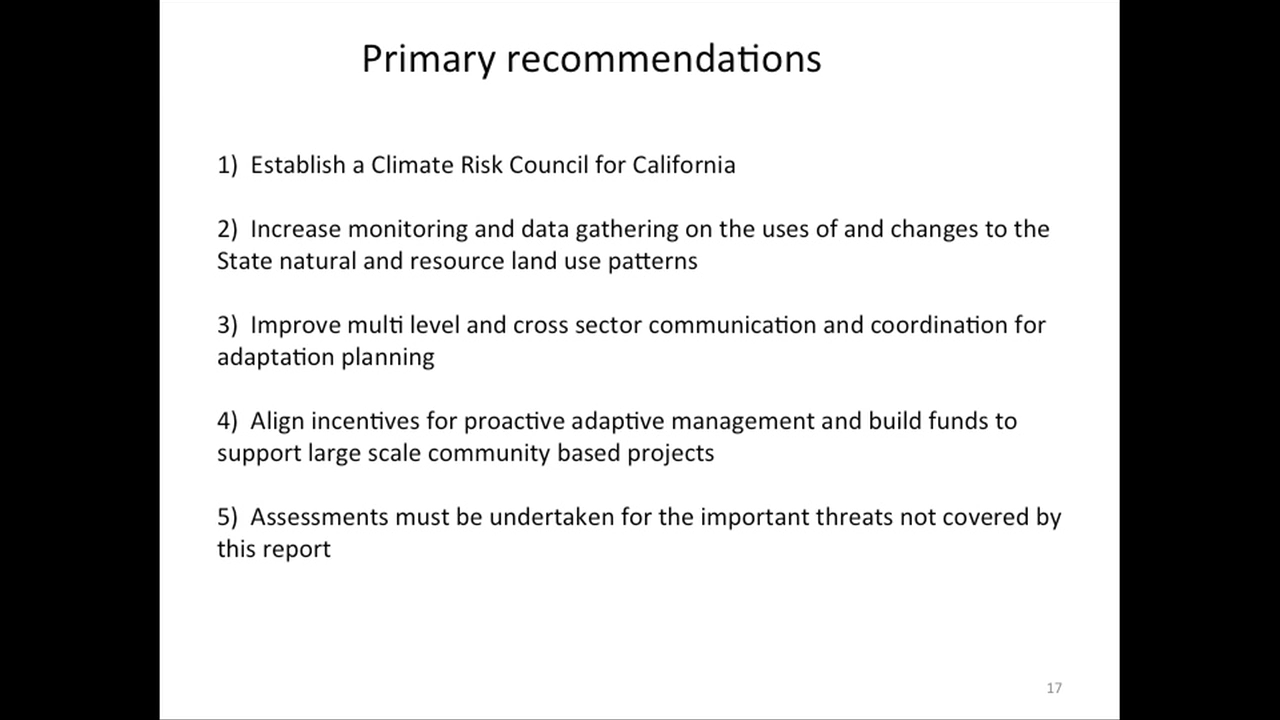 Primary recommendations
1) Establish a Climate Risk Council for California
2) Increase monitoring and data gathering on the uses of and changes to the
State natural and resource land use patterns
3) Improve multi level and cross sector communication and coordination for
adaptation planning
4) Align incentives for proactive adaptive management and build funds to
support large scale community based projects
5) Assessments must be undertaken for the important threats not covered by
this report
17